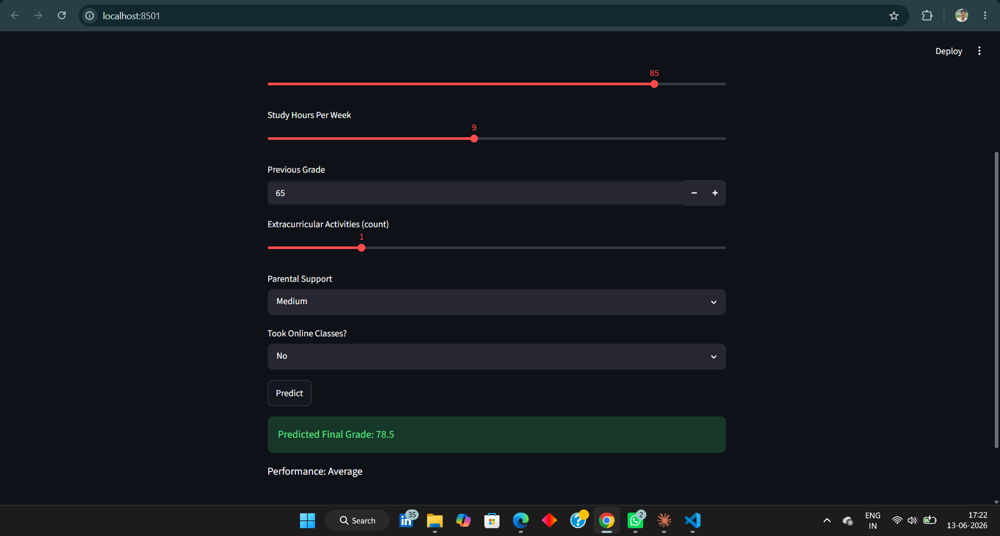 localhost:8501
Deploy
85
Study Hours Per Week
9
Previous Grade
65
Extracurricular Activities (count)
1
Parental Support
Medium
Took Online Classes?
No
Predict
Predicted Final Grade: 78.5
Performance: Average
Search
35
2
ENG
IN
17:22
13-06-2026